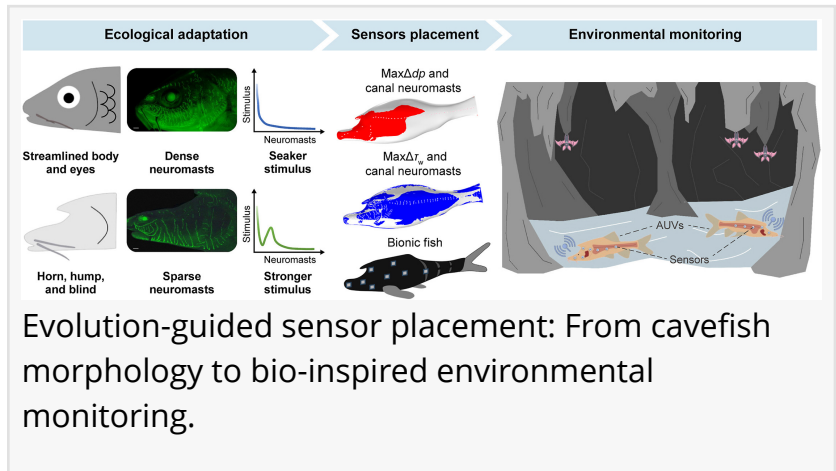 Ecological adaptation
Sensors placement
Environmental monitoring
Stimulus
Neuromasts
Streamlined body
and eyes
Dense
neuromasts
Seaker
stimulus
MaxΔdp and
canal neuromasts
MaxΔτw and
canal neuromasts
Stimulus
Neuromasts
Horn, hump,
and blind
Sparse
neuromasts
Stronger
stimulus
Bionic fish
AUVs
Sensors
Evolution-guided sensor placement: From cavefish
morphology to bio-inspired environmental
monitoring.